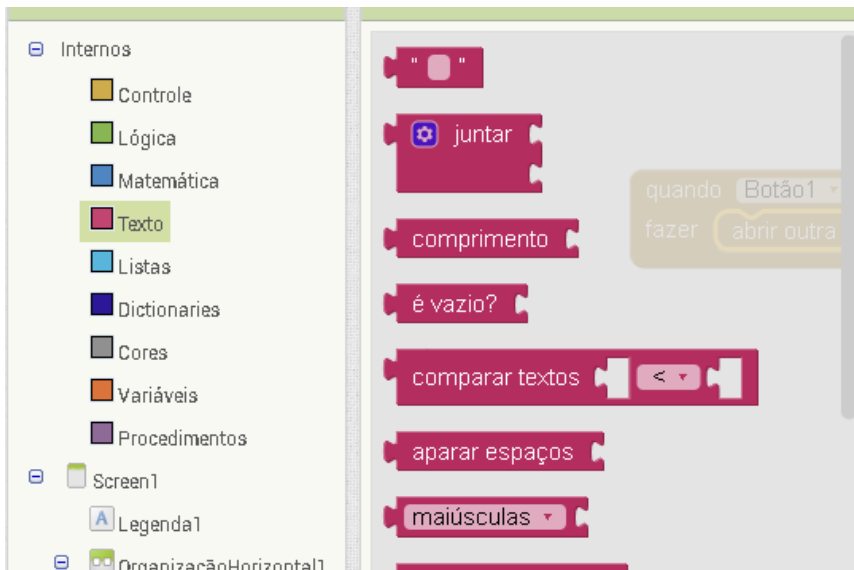 Internos
Controle
Lógica
Matemática
Texto
Listas
Dictionaries
Cores
Variáveis
Procedimentos
Screen1
A Legenda1
OrganizaçãoHorizontal1
" "
juntar
comprimento
é vazio?
comparar textos <
aparar espaços
maiúsculas
quando Botão1
fazer abrir outra